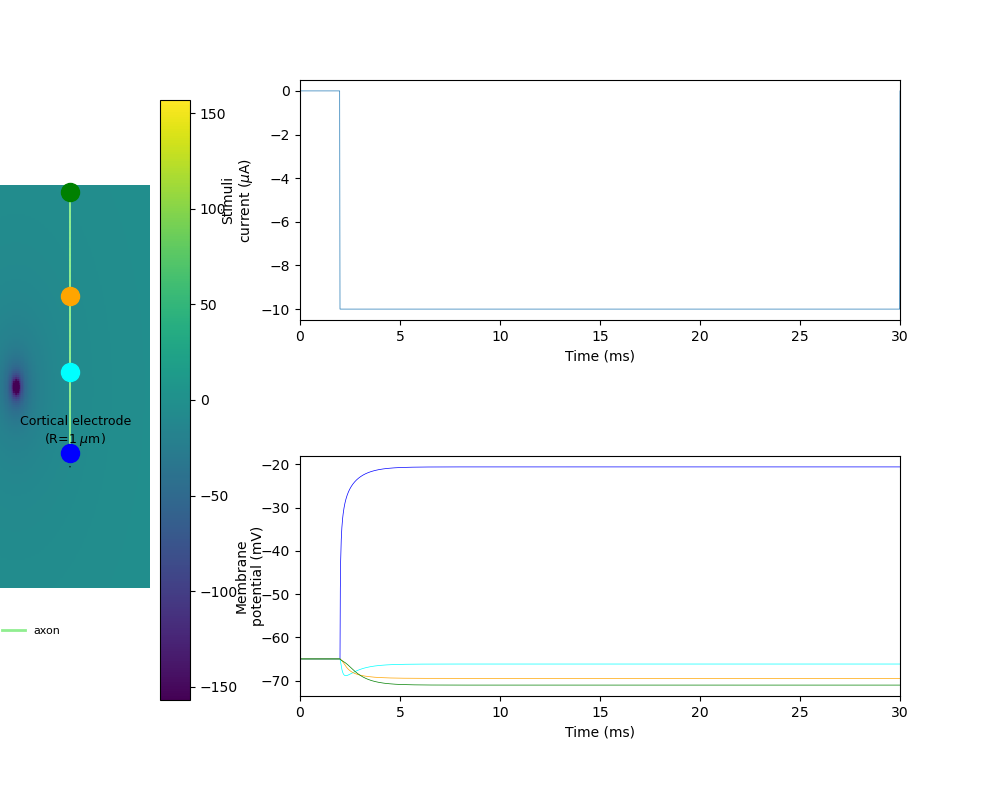 Cortical electrode
(R=1 μm)
axon
150
100
50
0
−50
−100
−150
Stimuli
current (μA)
0
−2
−4
−6
−8
−10
0 5 10 15 20 25 30
Time (ms)
Membrane
potential (mV)
−20
−30
−40
−50
−60
−70
0 5 10 15 20 25 30
Time (ms)